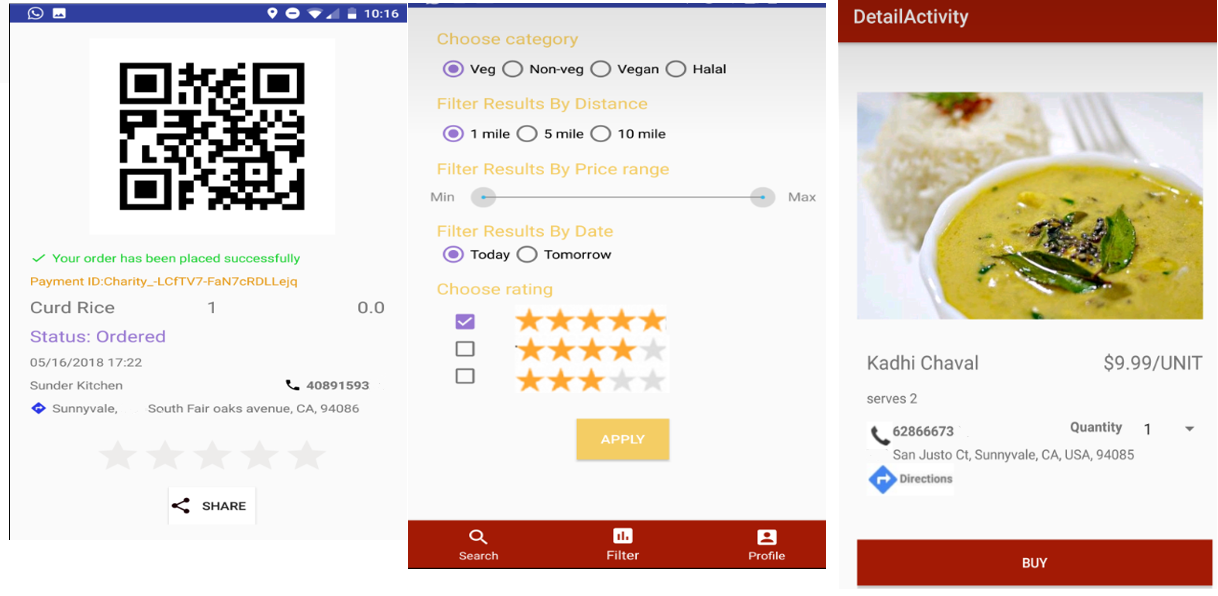 10:16
Your order has been placed successfully
Payment ID:Charity_-LCfTV7-FaN7cRDLLejq
Curd Rice 1 0.0
Status: Ordered
05/16/2018 17:22
Sunder Kitchen 40891593
Sunnyvale, South Fair oaks avenue, CA, 94086
SHARE
Choose category
Veg Non-veg Vegan Halal
Filter Results By Distance
1 mile 5 mile 10 mile
Filter Results By Price range
Min Max
Filter Results By Date
Today Tomorrow
Choose rating
APPLY
Search Filter Profile
DetailActivity
Kadhi Chaval $9.99/UNIT
serves 2
62866673 Quantity 1
San Justo Ct, Sunnyvale, CA, USA, 94085
Directions
BUY